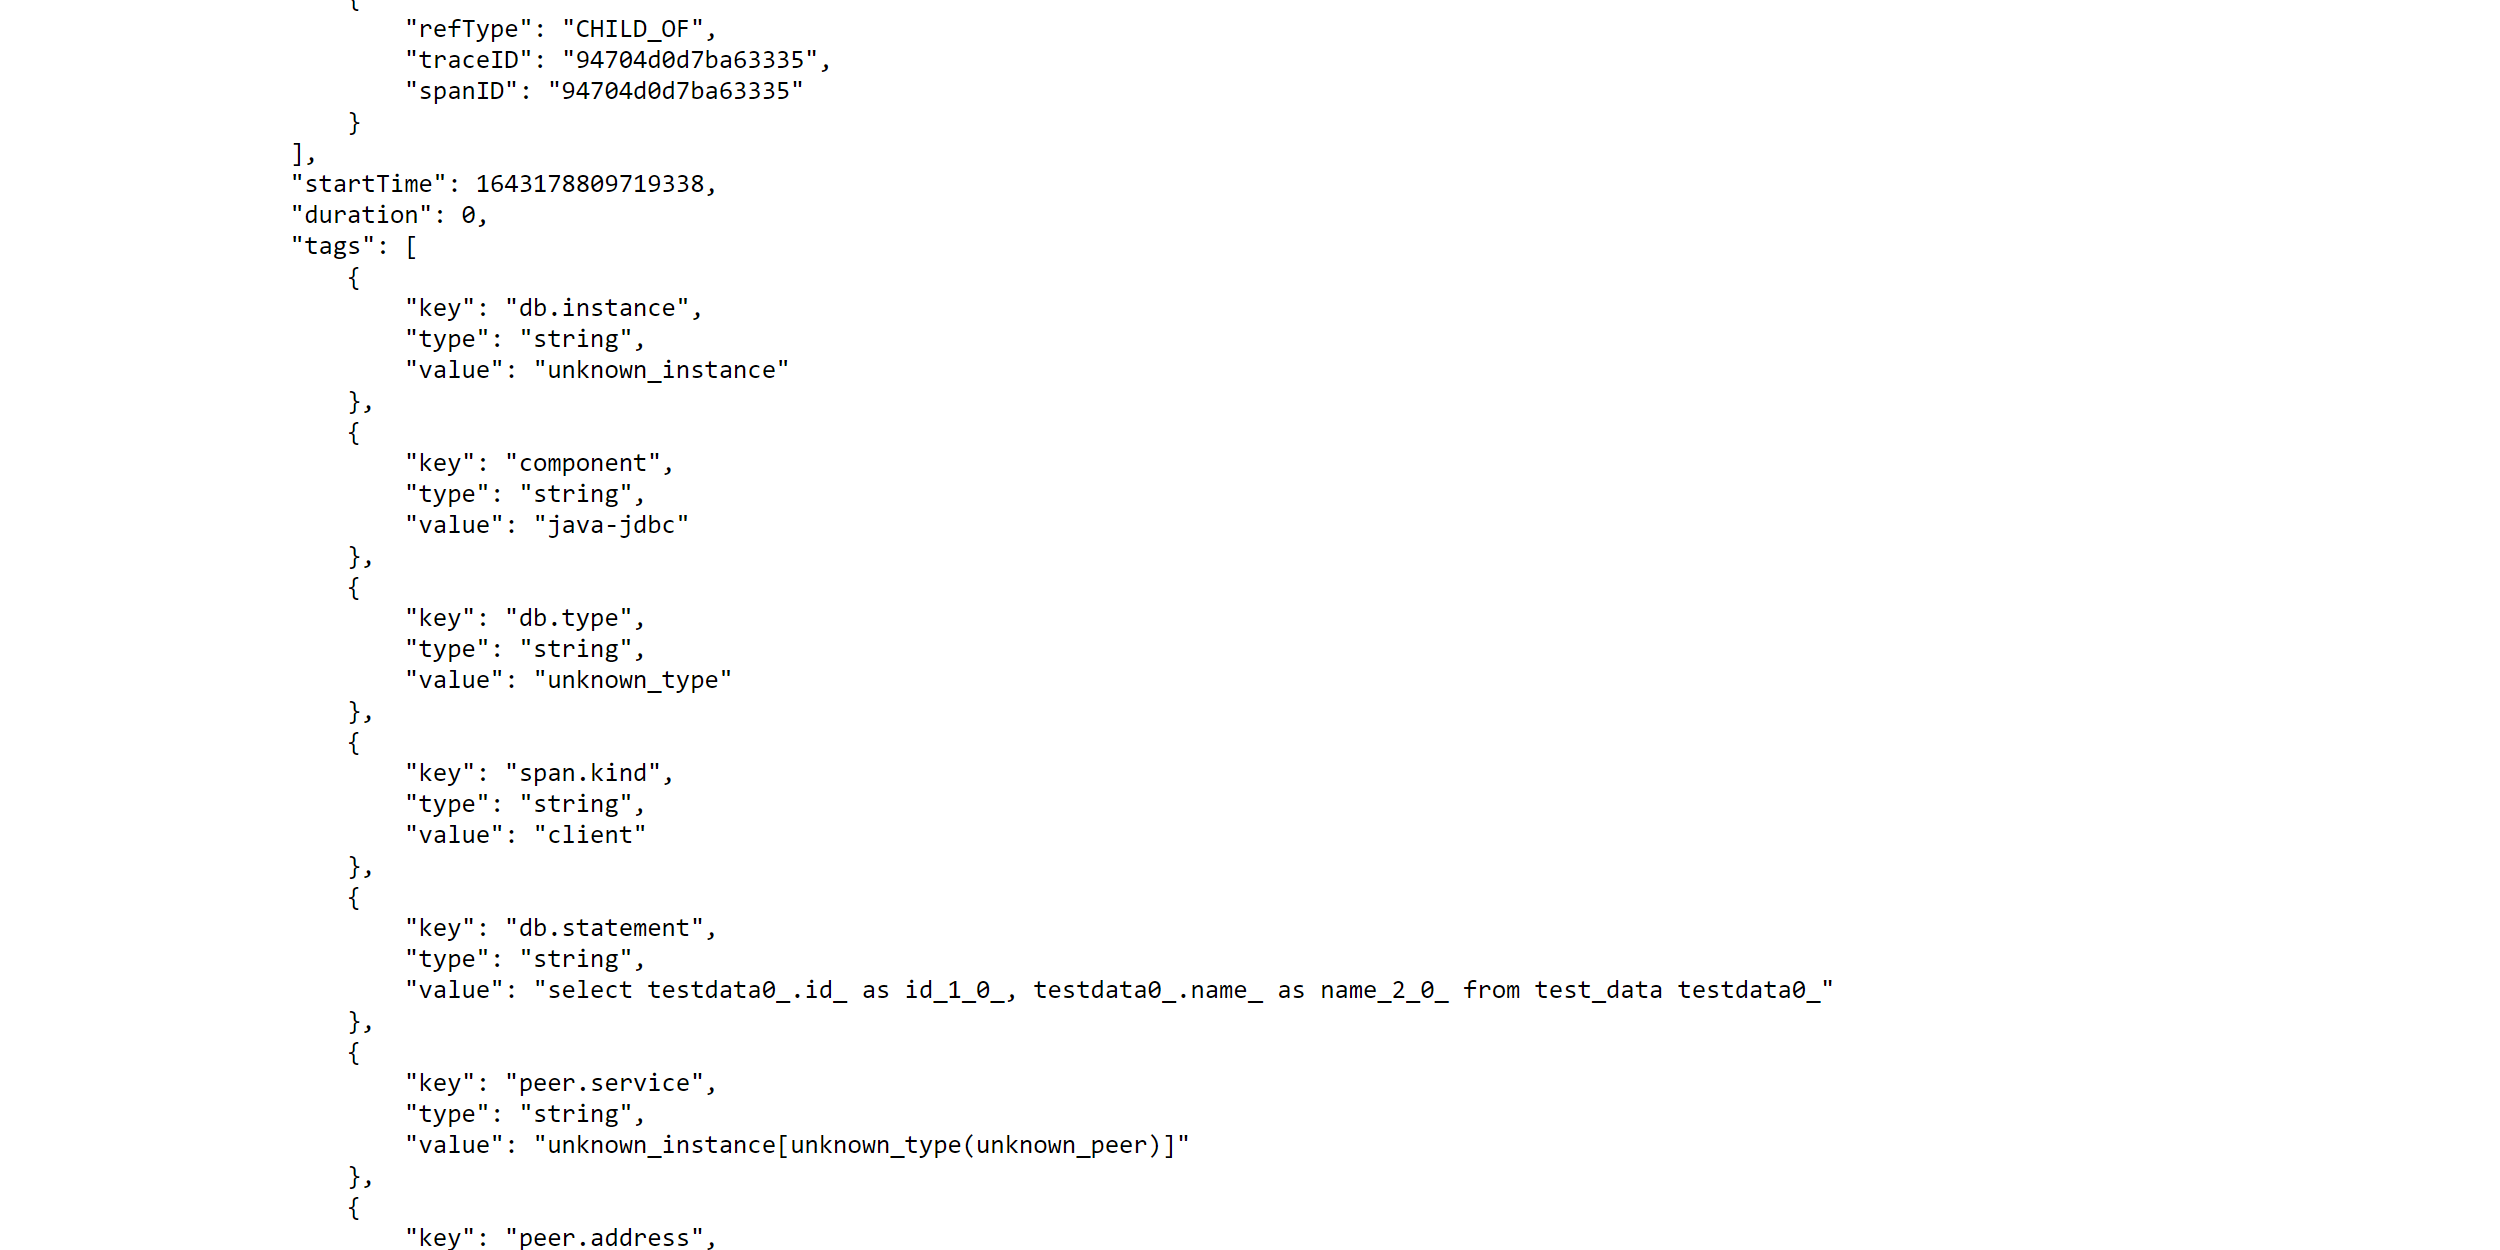 {
"refType": "CHILD_OF",
"traceID": "94704d0d7ba63335",
"spanID": "94704d0d7ba63335"
}
],
"startTime": 1643178809719338,
"duration": 0,
"tags": [
{
"key": "db.instance",
"type": "string",
"value": "unknown_instance"
},
{
"key": "component",
"type": "string",
"value": "java-jdbc"
},
{
"key": "db.type",
"type": "string",
"value": "unknown_type"
},
{
"key": "span.kind",
"type": "string",
"value": "client"
},
{
"key": "db.statement",
"type": "string",
"value": "select testdata0_.id_ as id_1_0_, testdata0_.name_ as name_2_0_ from test_data testdata0_"
},
{
"key": "peer.service",
"type": "string",
"value": "unknown_instance[unknown_type(unknown_peer)]"
},
{
"key": "peer.address",